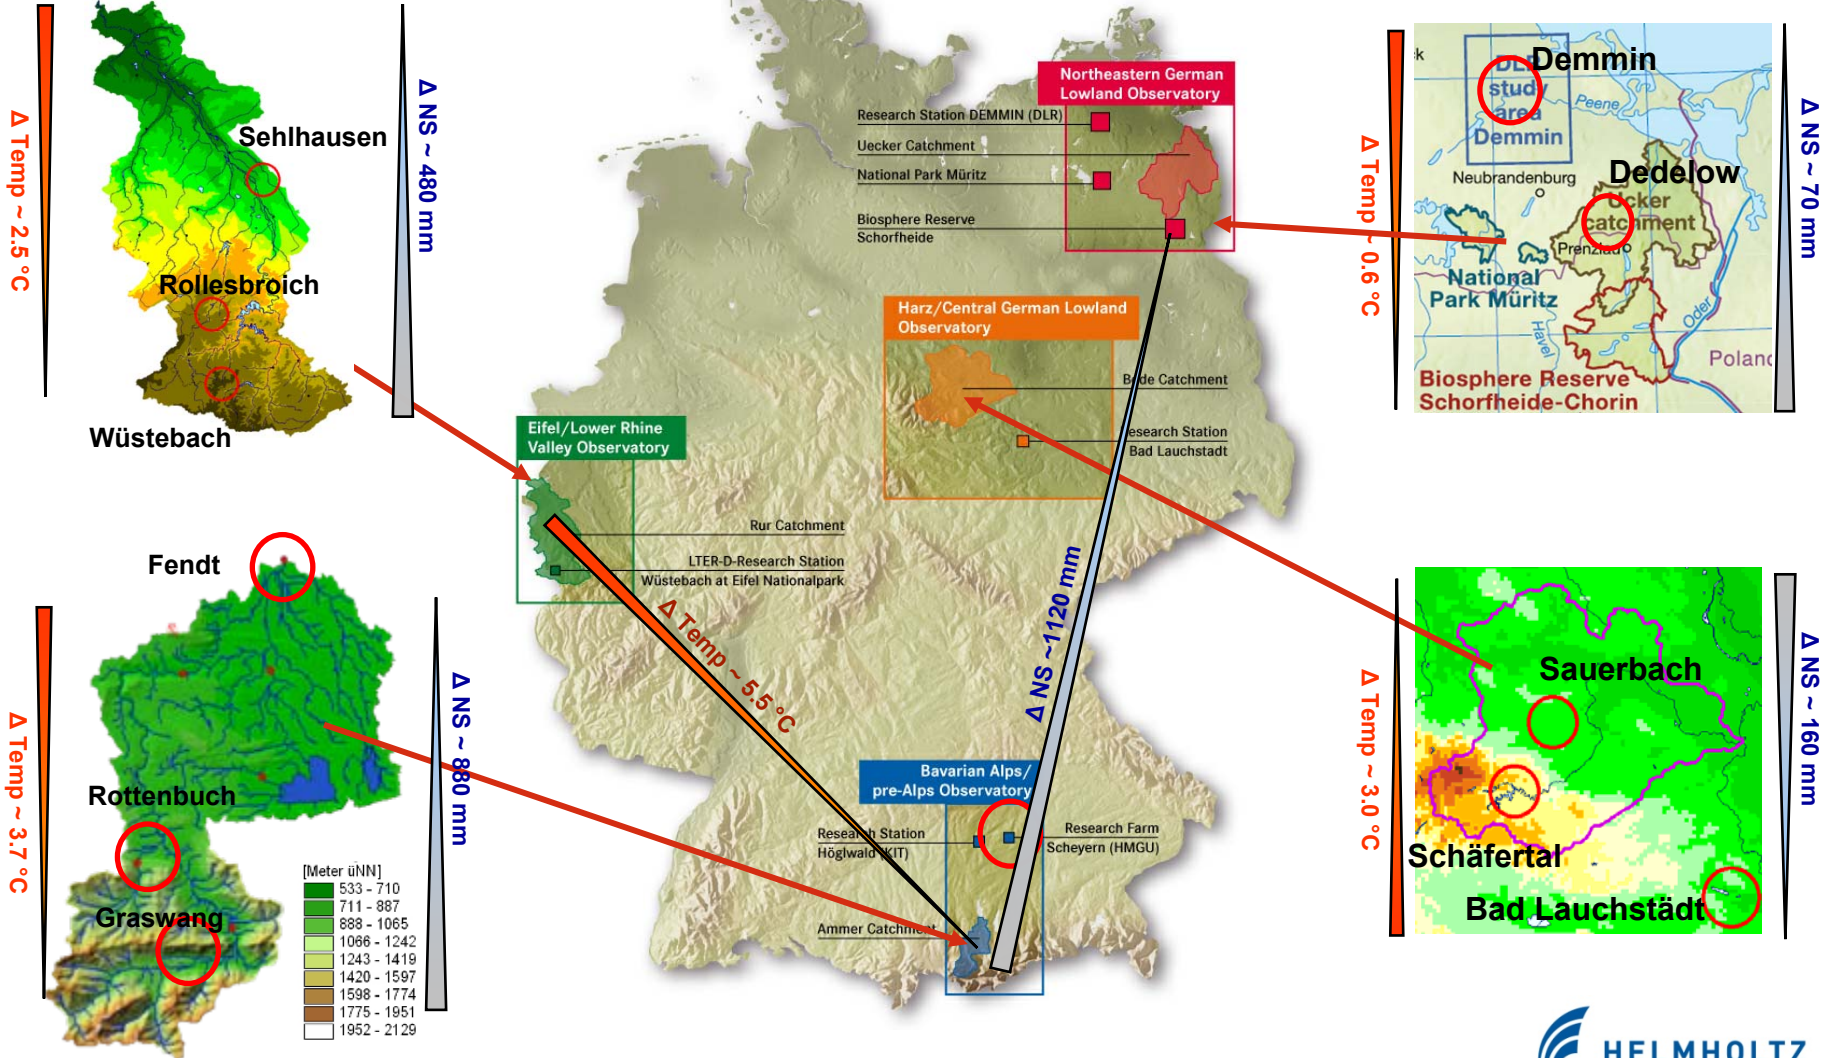 Δ Temp ~ 2.5 °C
Sehlhausen
Rollesbroich
Wüstebach
Δ NS ~ 480 mm
Northeastern German
Lowland Observatory
Research Station DEMMIN (DLR)
Uecker Catchment
National Park Müritz
Biosphere Reserve
Schorfheide
Harz/Central German Lowland
Observatory
Bode Catchment
Research Station
Bad Lauchstadt
Eifel/Lower Rhine
Valley Observatory
Rur Catchment
LTER-D-Research Station
Wüstebach at Eifel Nationalpark
Δ Temp ~ 5.5 °C
Δ NS ~1120 mm
Bavarian Alps/
pre-Alps Observatory
Research Station
Höglwald (KIT)
Research Farm
Scheyern (HMGU)
Ammer Catchment
Δ Temp ~ 0.6 °C
k
Demmin
DLR
study
area
Demmin
Peene
Neubrandenburg
Dedelow
Ucker
catchment
Prenzlau
National
Park Müritz
Havel
Oder
Poland
Biosphere Reserve
Schorfheide-Chorin
Δ NS ~ 70 mm
Δ Temp ~ 3.7 °C
Fendt
Rottenbuch
Graswang
Δ NS ~ 880 mm
[Meter üNN]
533 - 710
711 - 887
888 - 1065
1066 - 1242
1243 - 1419
1420 - 1597
1598 - 1774
1775 - 1951
1952 - 2129
Δ Temp ~ 3.0 °C
Sauerbach
Schäfertal
Bad Lauchstädt
Δ NS ~ 160 mm
HELMHOLTZ